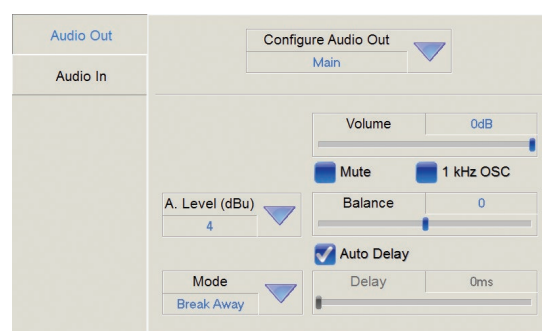 Audio Out
Audio In
Configure Audio Out
Main
Volume 0dB
Mute 1 kHz OSC
A. Level (dBu)
4
Balance 0
Auto Delay
Mode
Break Away
Delay 0ms